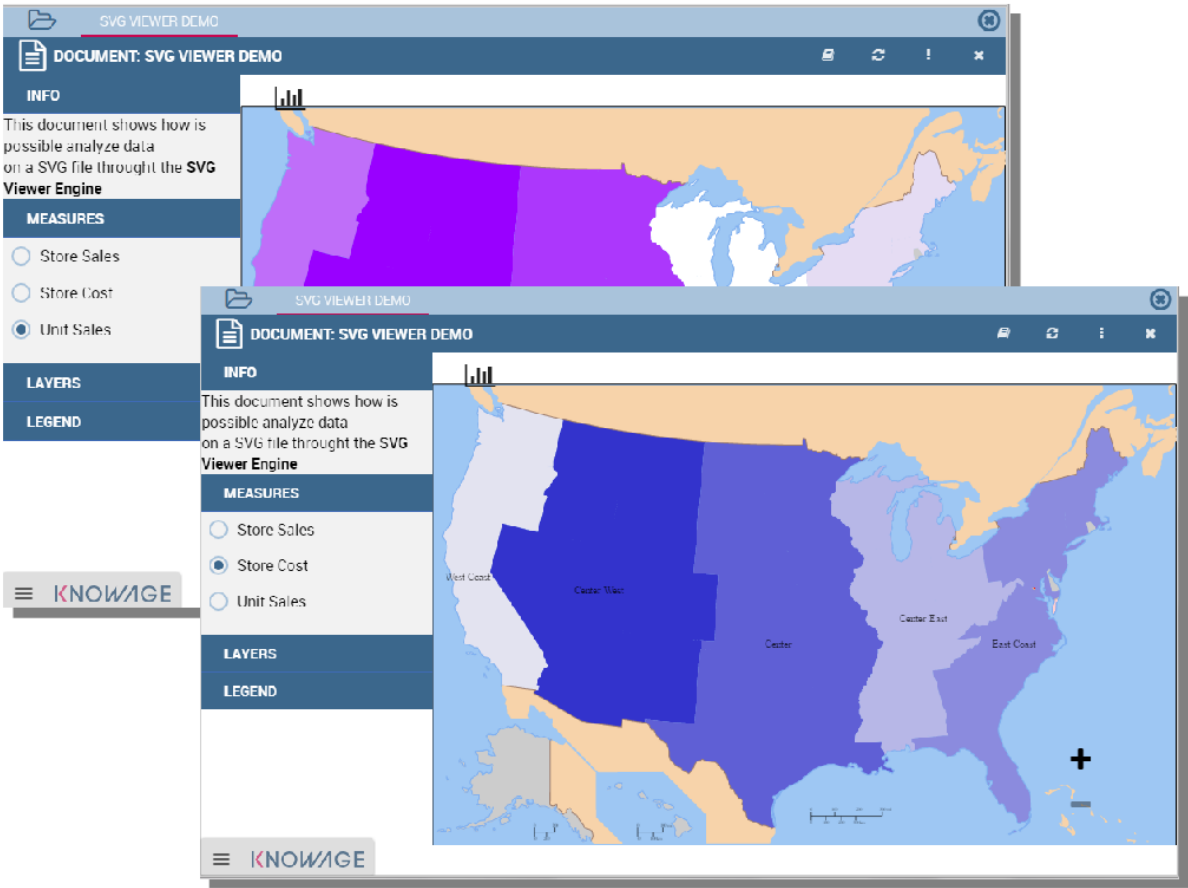 SVG VIEWER DEMO
DOCUMENT: SVG VIEWER DEMO
INFO
This document shows how is
possible analyze data
on a SVG file throught the SVG
Viewer Engine
MEASURES
Store Sales
Store Cost
Unit Sales
LAYERS
LEGEND
KNOWAGE
SVG VIEWER DEMO
DOCUMENT: SVG VIEWER DEMO
INFO
This document shows how is
possible analyze data
on a SVG file throught the SVG
Viewer Engine
MEASURES
Store Sales
Store Cost
Unit Sales
LAYERS
LEGEND
West Coast
Center West
Center
Center East
East Coast
KNOWAGE